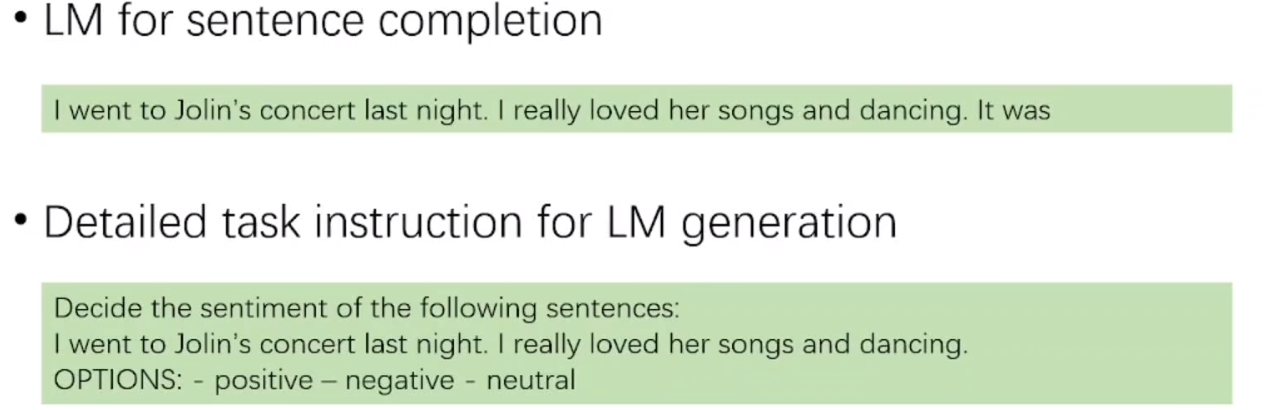 • LM for sentence completion
I went to Jolin's concert last night. I really loved her songs and dancing. It was
• Detailed task instruction for LM generation
Decide the sentiment of the following sentences:
I went to Jolin's concert last night. I really loved her songs and dancing.
OPTIONS: - positive – negative - neutral